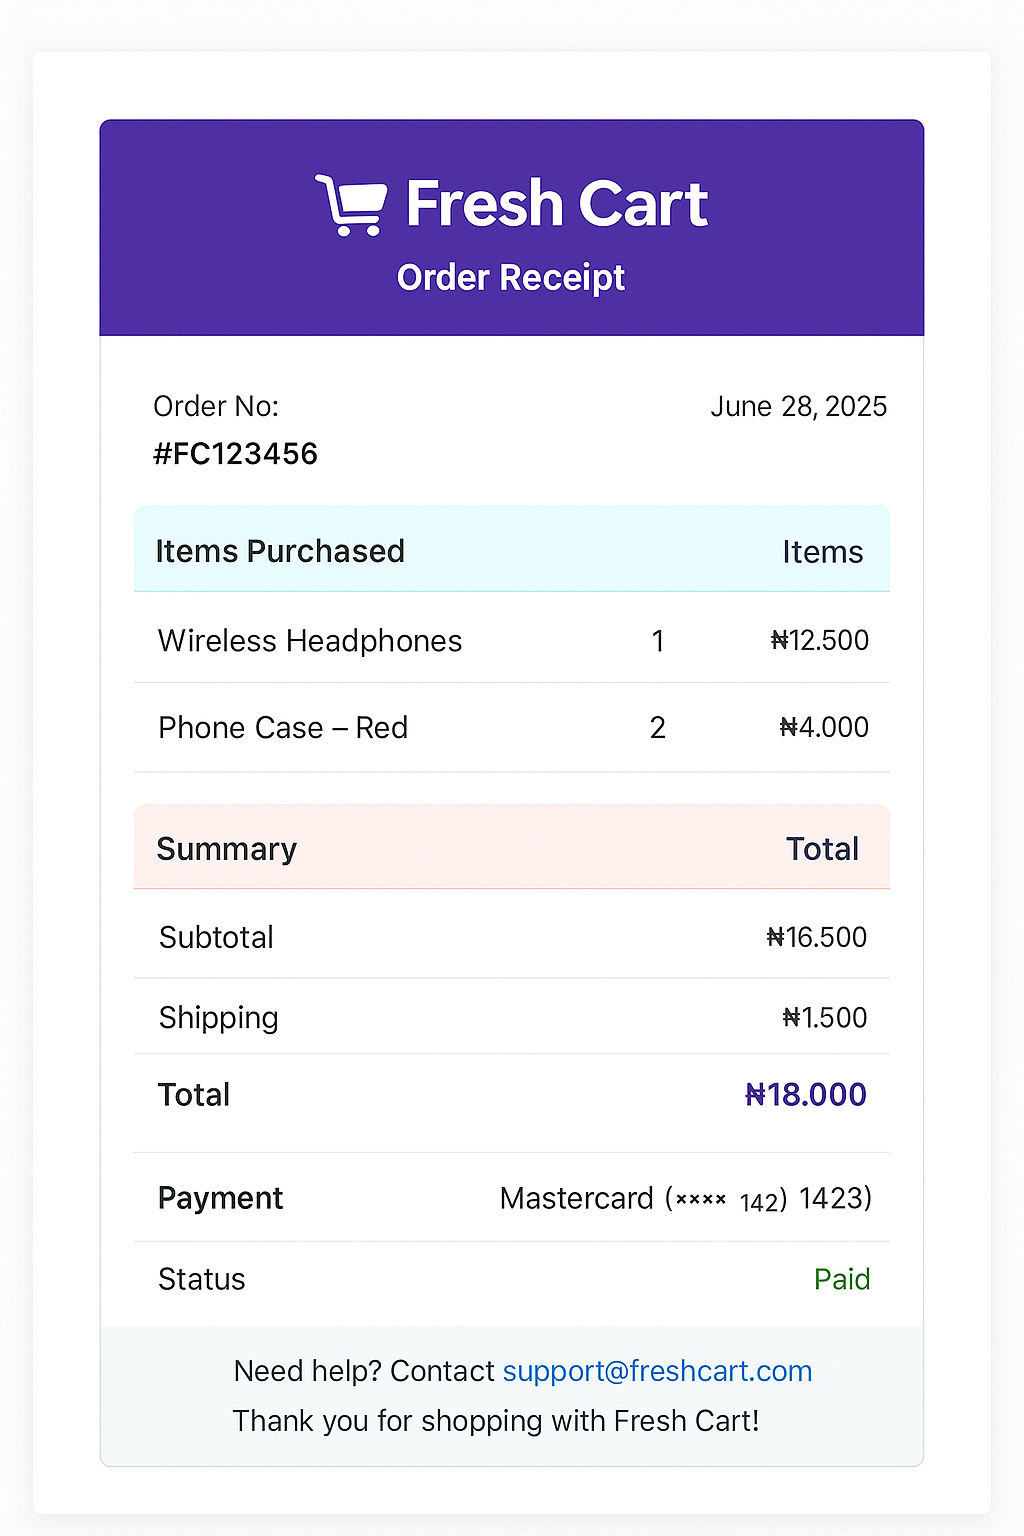 Fresh Cart
Order Receipt
Order No: June 28, 2025
#FC123456
Items Purchased Items
Wireless Headphones 1 ₦12.500
Phone Case – Red 2 ₦4.000
Summary Total
Subtotal ₦16.500
Shipping ₦1.500
Total ₦18.000
Payment Mastercard (×××× 142) 1423)
Status Paid
Need help? Contact support@freshcart.com
Thank you for shopping with Fresh Cart!